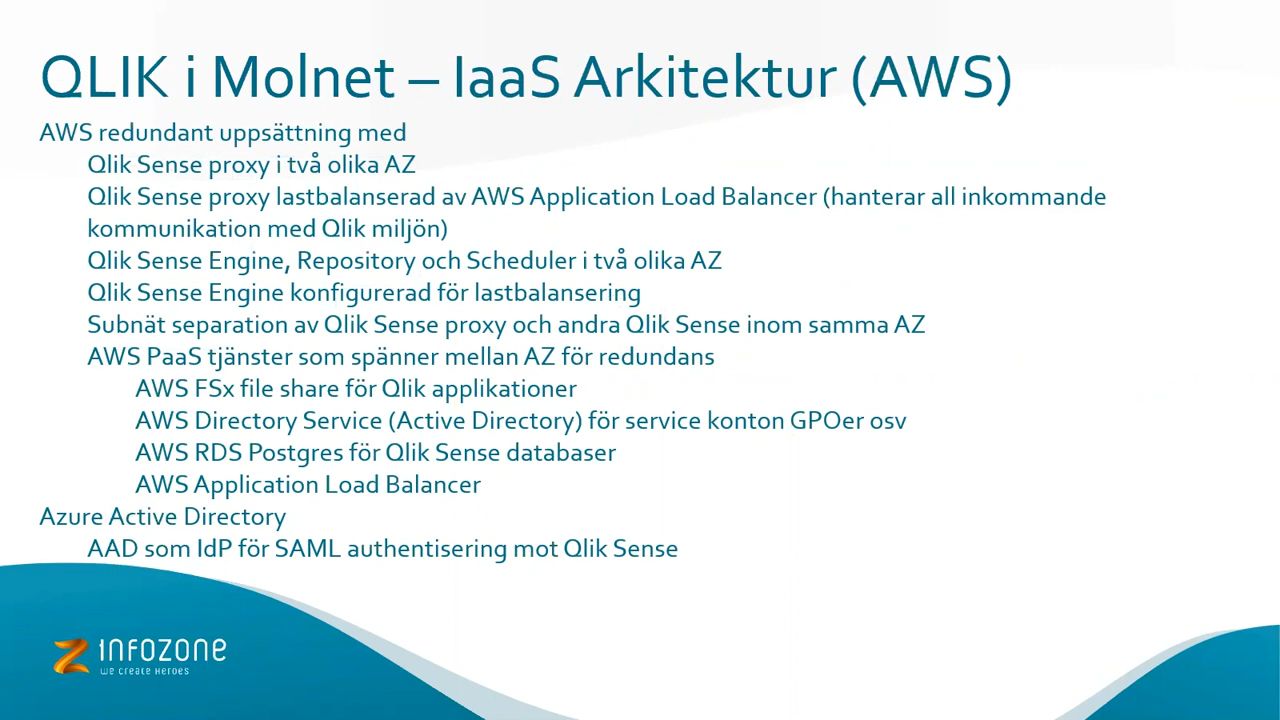 QLIK i Molnet – IaaS Arkitektur (AWS)
AWS redundant uppsättning med
Qlik Sense proxy i två olika AZ
Qlik Sense proxy lastbalanserad av AWS Application Load Balancer (hanterar all inkommande
kommunikation med Qlik miljön)
Qlik Sense Engine, Repository och Scheduler i två olika AZ
Qlik Sense Engine konfigurerad för lastbalansering
Subnät separation av Qlik Sense proxy och andra Qlik Sense inom samma AZ
AWS PaaS tjänster som spänner mellan AZ för redundans
AWS FSx file share för Qlik applikationer
AWS Directory Service (Active Directory) för service konton GPOer osv
AWS RDS Postgres för Qlik Sense databaser
AWS Application Load Balancer
Azure Active Directory
AAD som IdP för SAML authentisering mot Qlik Sense
INFOZONE
WE CREATE HEROES